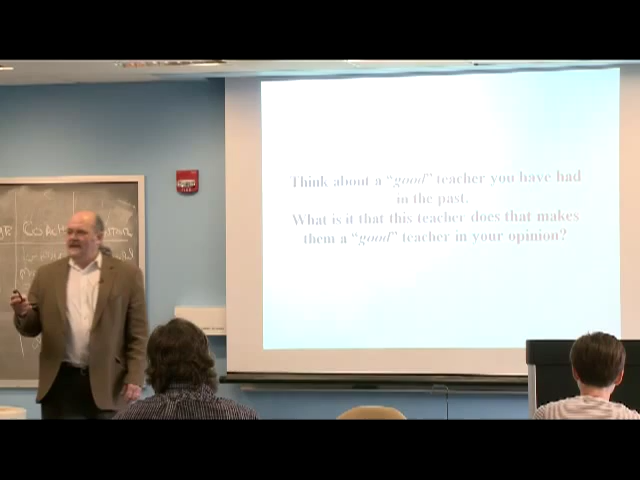 Think about a “good” teacher you have had
in the past.
What is it that this teacher does that makes
them a “good” teacher in your opinion?